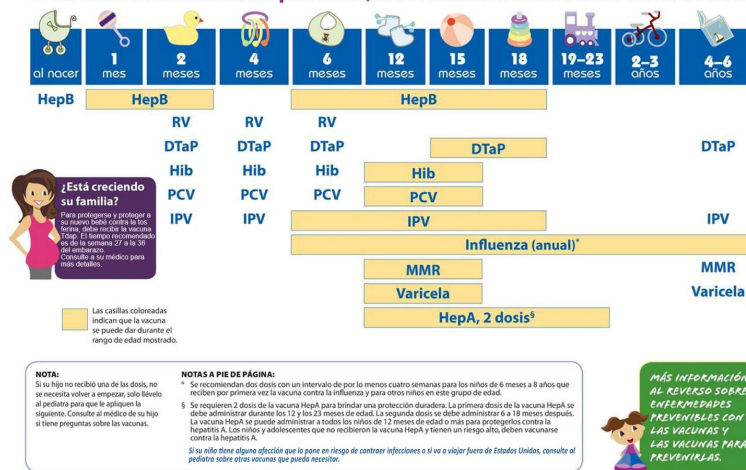 al nacer
1 mes
2 meses
4 meses
6 meses
12 meses
15 meses
18 meses
19–23 meses
2–3 años
4–6 años
HepB HepB HepB
RV RV RV
DTaP DTaP DTaP DTaP DTaP
Hib Hib Hib Hib
PCV PCV PCV PCV
IPV IPV IPV IPV
Influenza (anual)*
MMR MMR
Varicela Varicela
HepA, 2 dosis§
¿Está creciendo
su familia?
Para protegerse y proteger a
su nuevo bebé contra la tos
ferina, debe recibir la vacuna
Tdap. El tiempo recomendado
es de la semana 27 a la 36
del embarazo.
Consulte a su médico para
más detalles.
Las casillas coloreadas
indican que la vacuna
se puede dar durante el
rango de edad mostrado.
NOTA:
Si su hijo no recibió una de las dosis, no
se necesita volver a empezar, solo llévelo
al pediatra para que le apliquen la
siguiente. Consulte al médico de su hijo
si tiene preguntas sobre las vacunas.
NOTAS A PIE DE PÁGINA:
* Se recomiendan dos dosis con un intervalo de por lo menos cuatro semanas para los niños de 6 meses a 8 años que
reciben por primera vez la vacuna contra la influenza y para otros niños en este grupo de edad.
§ Se requieren 2 dosis de la vacuna HepA para brindar una protección duradera. La primera dosis de la vacuna HepA se
debe administrar durante los 12 y los 23 meses de edad. La segunda dosis se debe administrar 6 a 18 meses después.
La vacuna HepA se puede administrar a todos los niños de 12 meses de edad o más para protegerlos contra la
hepatitis A. Los niños y adolescentes que no recibieron la vacuna HepA y tienen un riesgo alto, deben vacunarse
contra la hepatitis A.
Si su niño tiene alguna afección que lo pone en riesgo de contraer infecciones o si va a viajar fuera de Estados Unidos, consulte al
pediatra sobre otras vacunas que pueda necesitar.
MÁS INFORMACIÓN
AL REVERSO SOBRE
ENFERMEDADES
PREVENIBLES CON
LAS VACUNAS Y
LAS VACUNAS PARA
PREVENIRLAS.